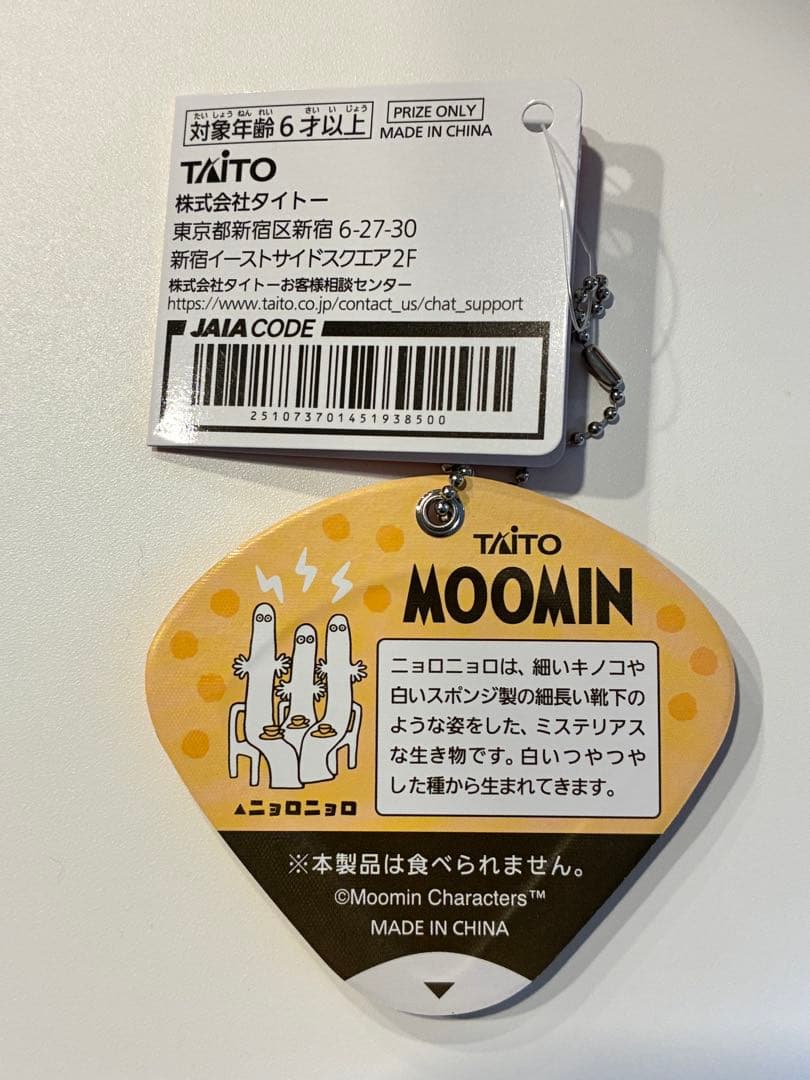 たい しょう ねん れい さい い じょう
対象年齢6才以上
PRIZE ONLY
MADE IN CHINA
TAITO
株式会社タイトー
東京都新宿区新宿 6-27-30
新宿イーストサイドスクエア2F
株式会社タイトーお客様相談センター
https://www.taito.co.jp/contact_us/chat_support
JAIA CODE
251073701451938500
TAITO
MOOMIN
ニョロニョロは、細いキノコや
白いスポンジ製の細長い靴下の
ような姿をした、ミステリアス
な生き物です。白いつやつや
した種から生まれてきます。
▲ニョロニョロ
※本製品は食べられません。
©Moomin Characters™
MADE IN CHINA